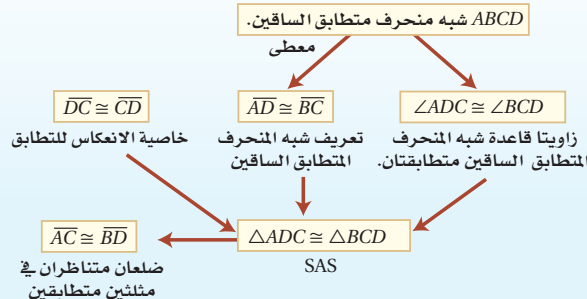 ABCD شبه منحرف متطابق الساقين.
معطى
∠ADC ≅ ∠BCD
زاويتا قاعدة شبه المنحرف
المتطابق الساقين متطابقتان.
AD ≅ BC
تعريف شبه المنحرف
المتطابق الساقين
DC ≅ CD
خاصية الانعكاس للتطابق
△ADC ≅ △BCD
SAS
AC ≅ BD
ضلعان متناظران في
مثلثين متطابقين